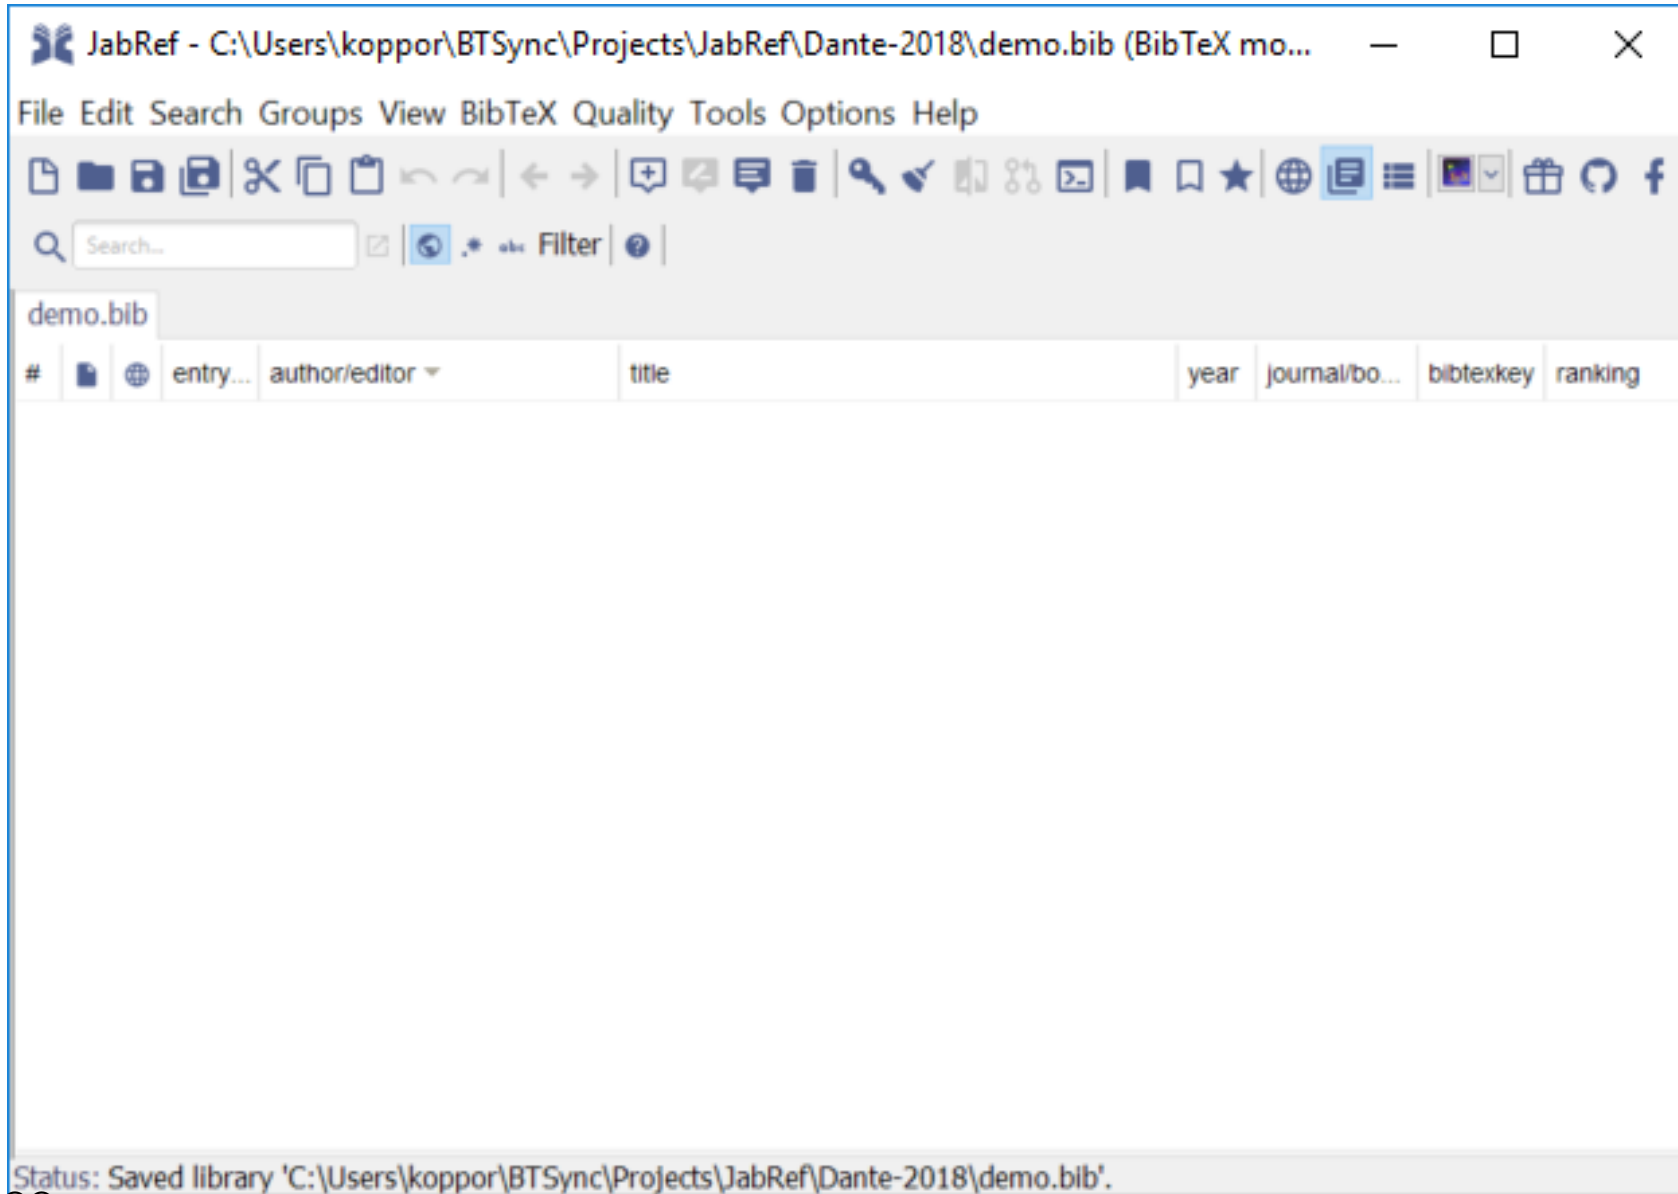 JabRef - C:\Users\koppor\BTSync\Projects\JabRef\Dante-2018\demo.bib (BibTeX mo...
File Edit Search Groups View BibTeX Quality Tools Options Help
Search... .* abc Filter
demo.bib
# entry... author/editor title year journal/bo... bibtexkey ranking
Status: Saved library 'C:\Users\koppor\BTSync\Projects\JabRef\Dante-2018\demo.bib'.